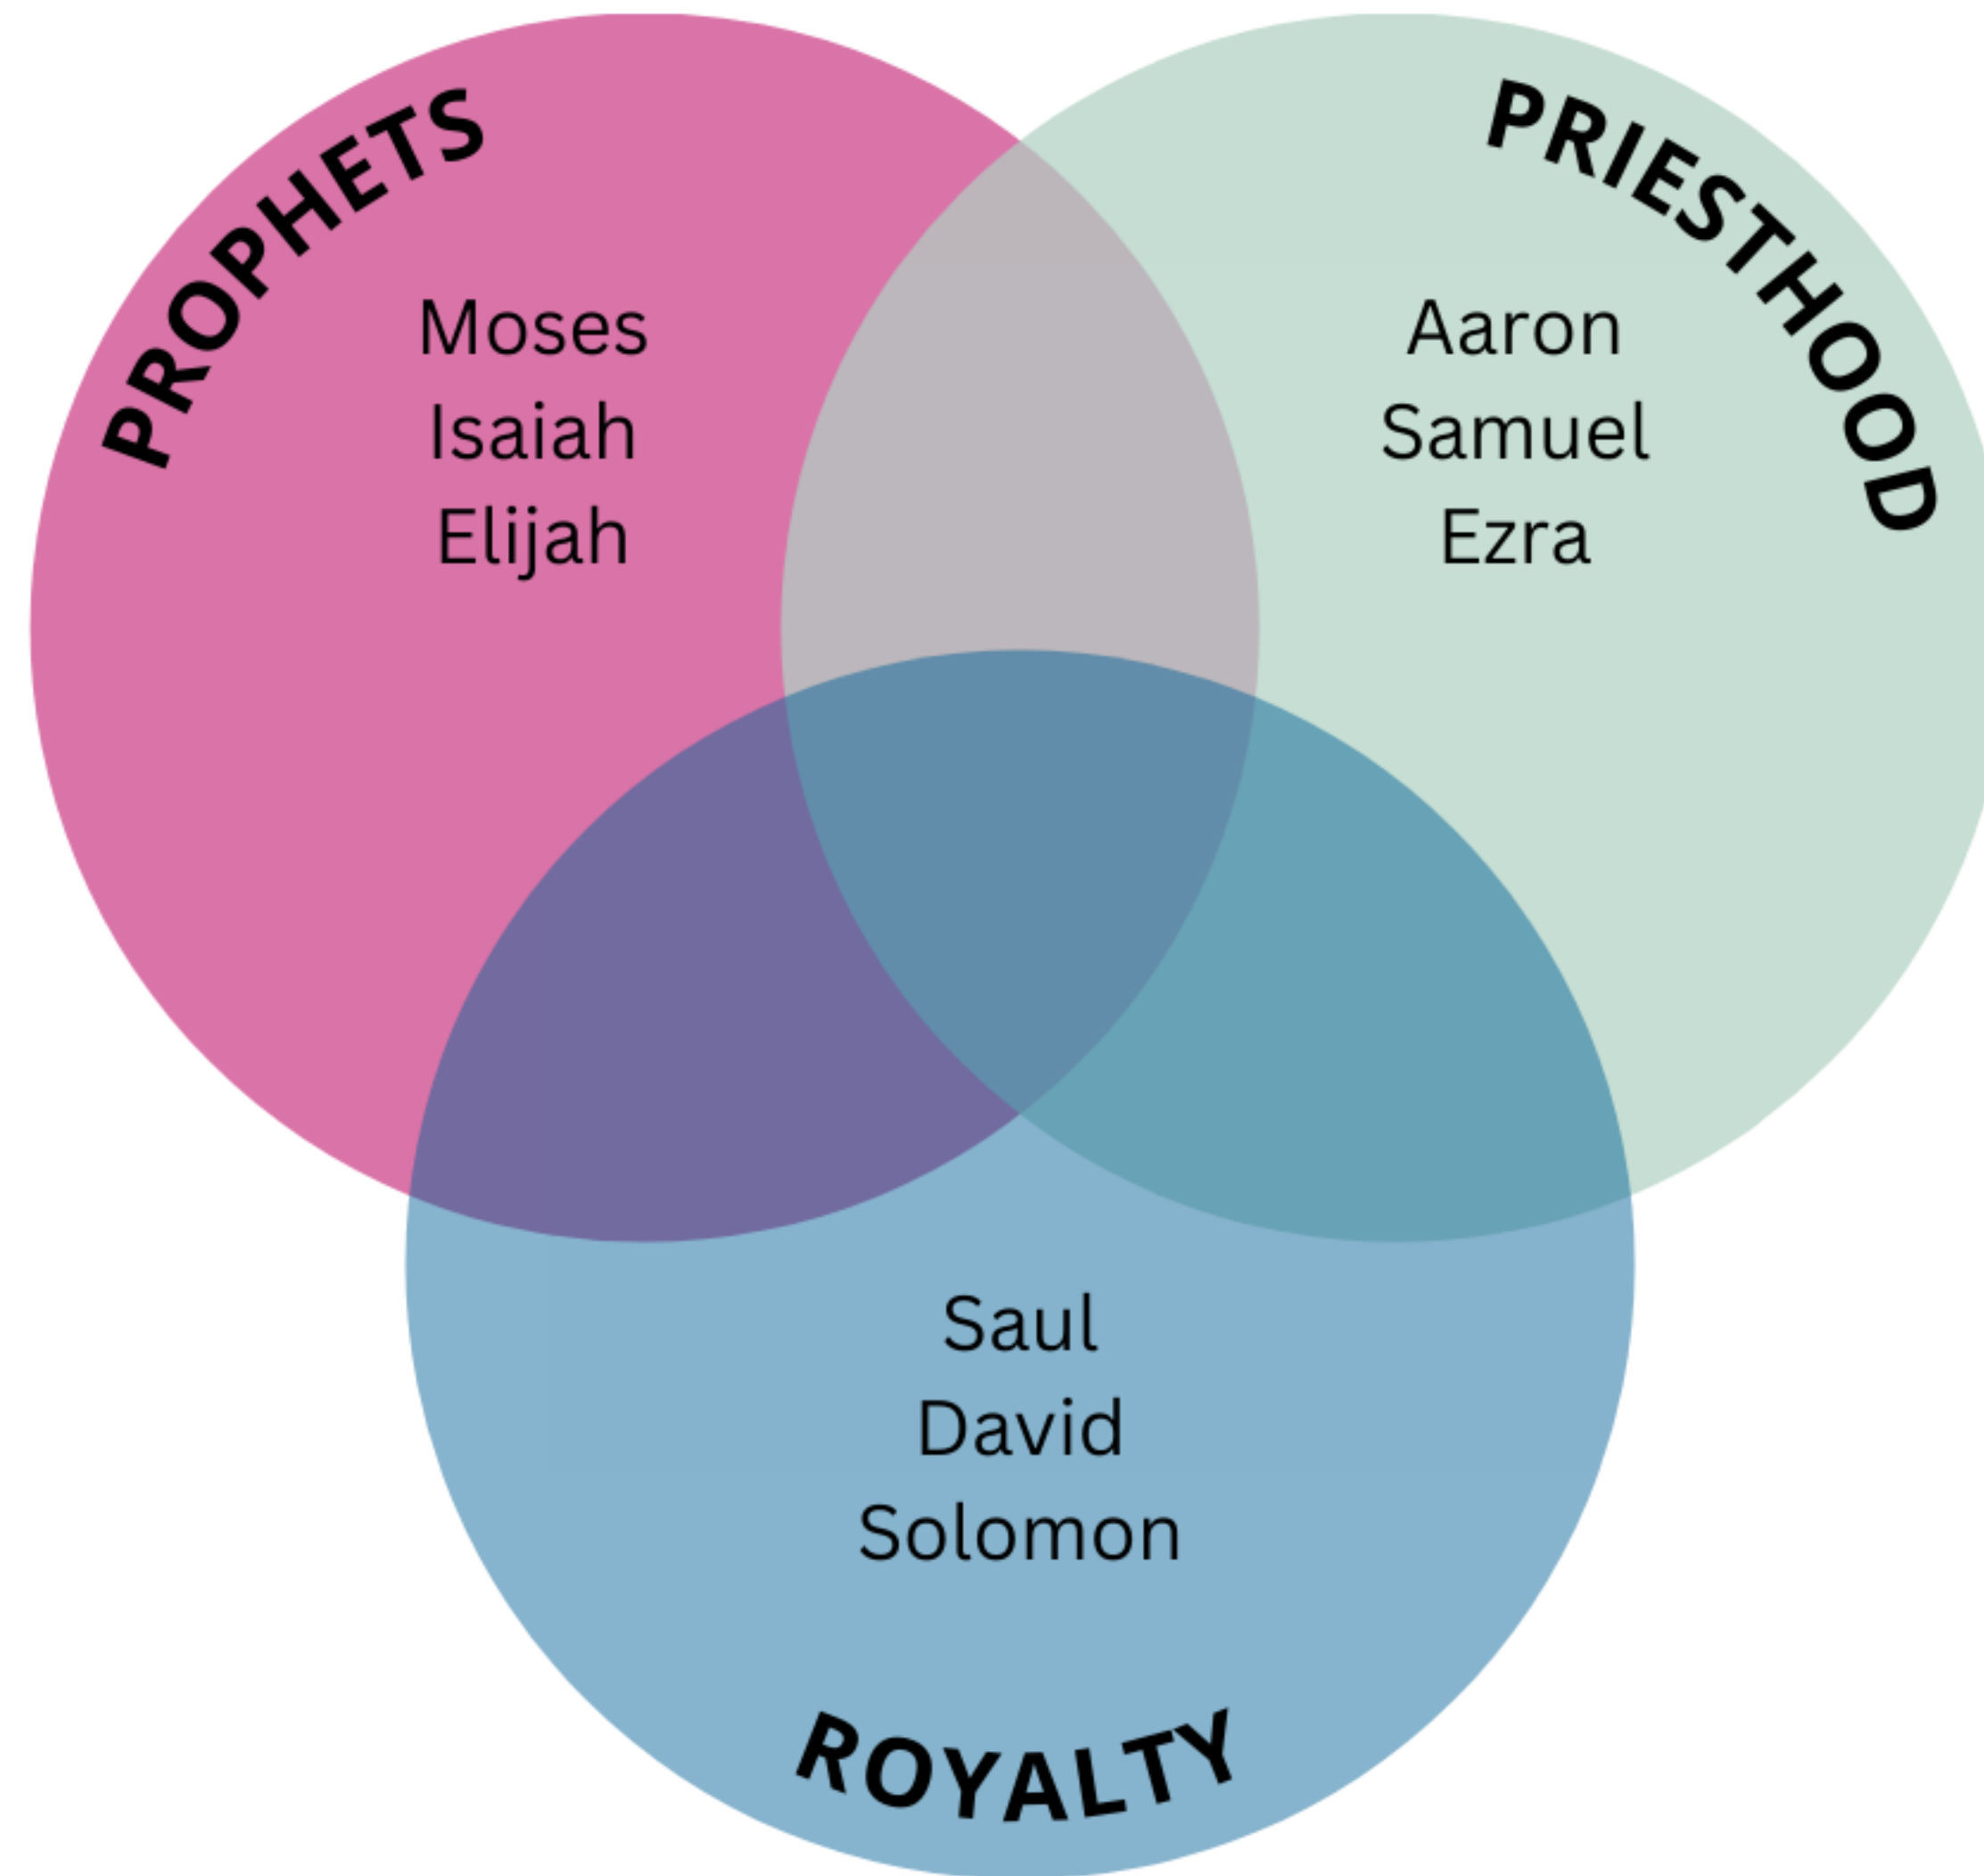 PROPHETS
Moses
Isaiah
Elijah
PRIESTHOOD
Aaron
Samuel
Ezra
Saul
David
Solomon
ROYALTY